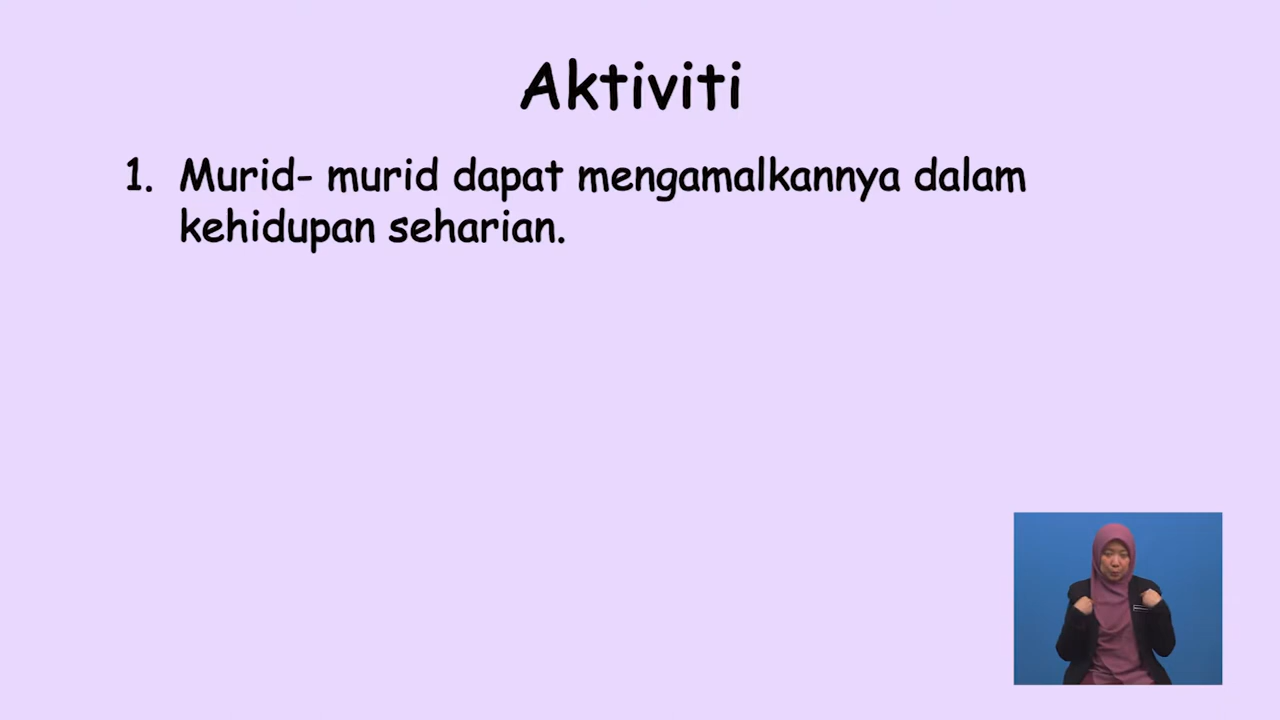 Aktiviti
1. Murid- murid dapat mengamalkannya dalam
kehidupan seharian.